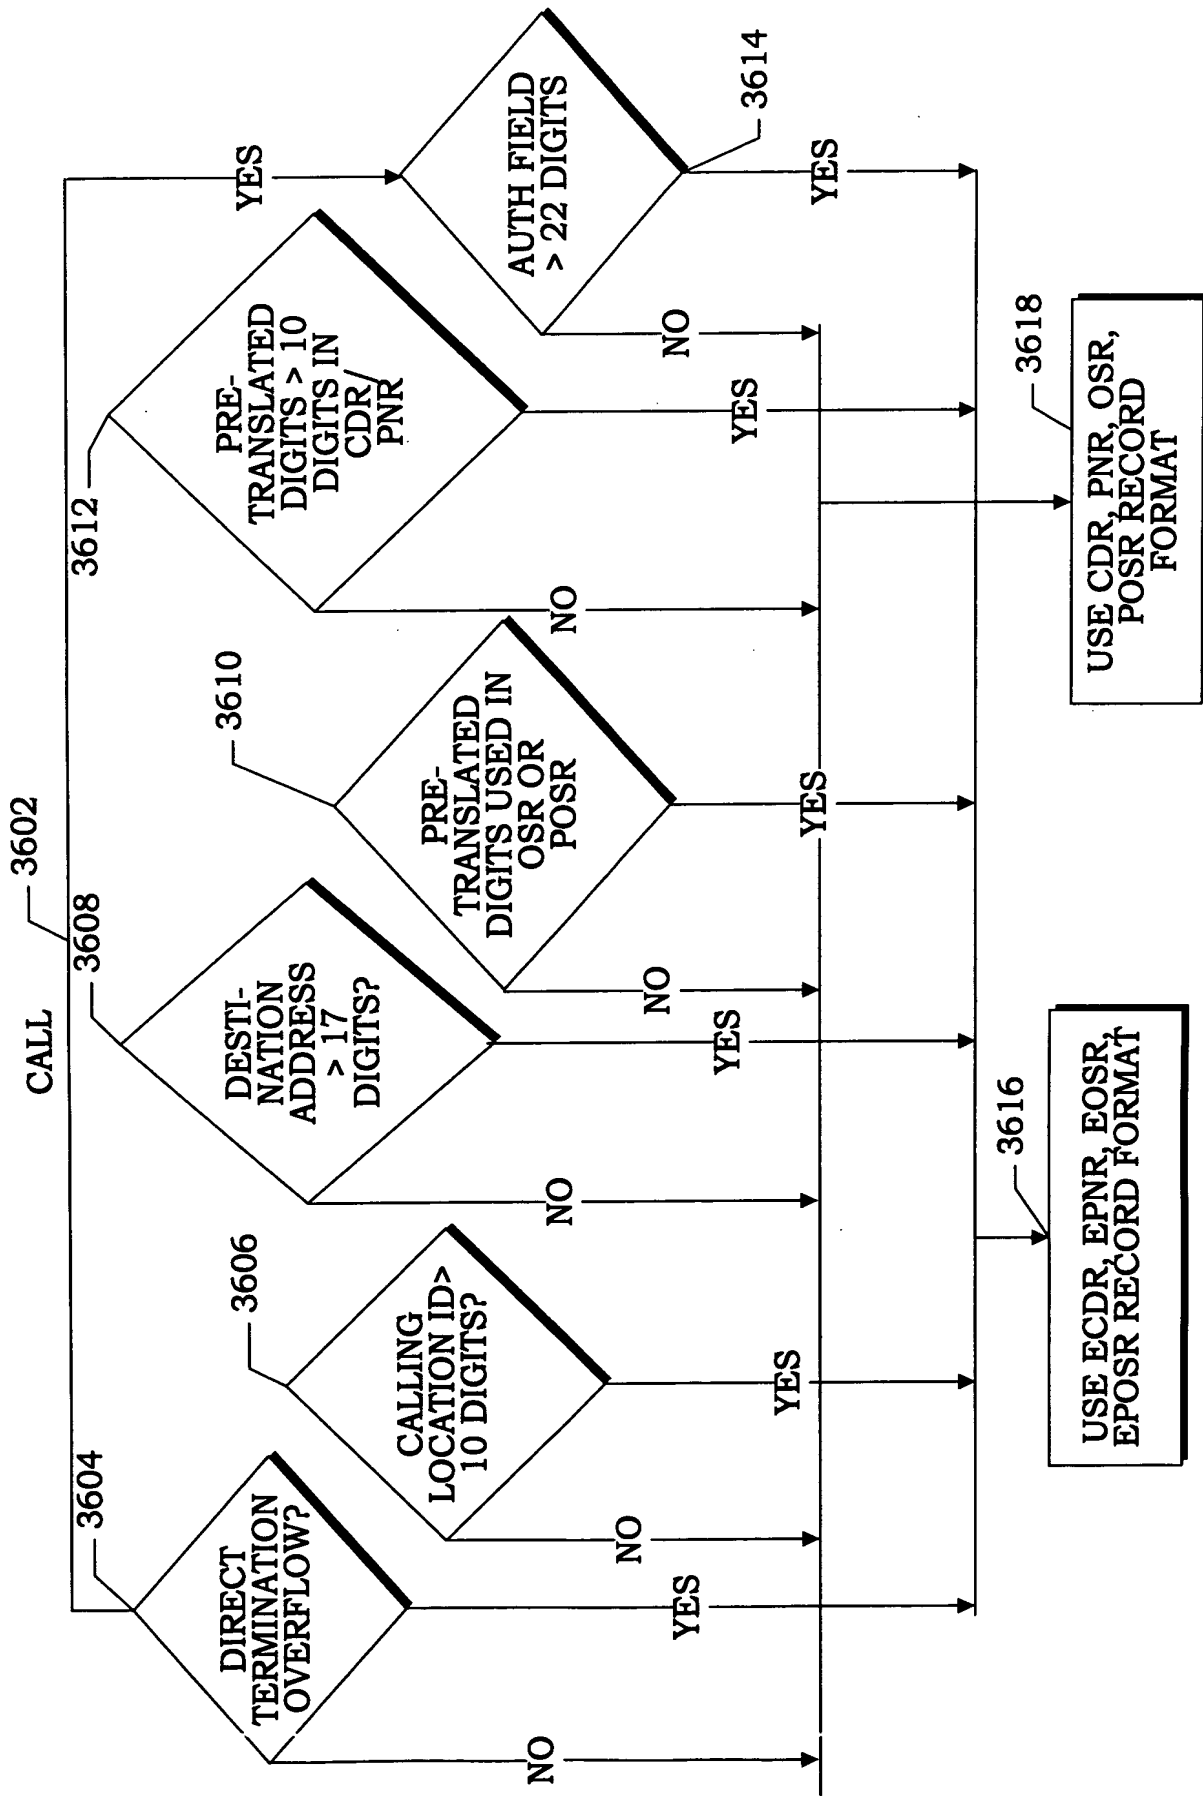 CALL
3602
3604
DIRECT
TERMINATION
OVERFLOW?
NO
YES
3606
CALLING
LOCATION ID>
10 DIGITS?
NO
YES
3608
DESTI-
NATION
ADDRESS
> 17
DIGITS?
NO
YES
3610
PRE-
TRANSLATED
DIGITS USED IN
OSR OR
POSR
NO
YES
3612
PRE-
TRANSLATED
DIGITS > 10
DIGITS IN
CDR/
PNR
NO
YES
YES
AUTH FIELD
> 22 DIGITS
3614
NO
YES
3616
USE ECDR, EPNR, EOSR,
EPOSR RECORD FORMAT
3618
USE CDR, PNR, OSR,
POSR RECORD
FORMAT